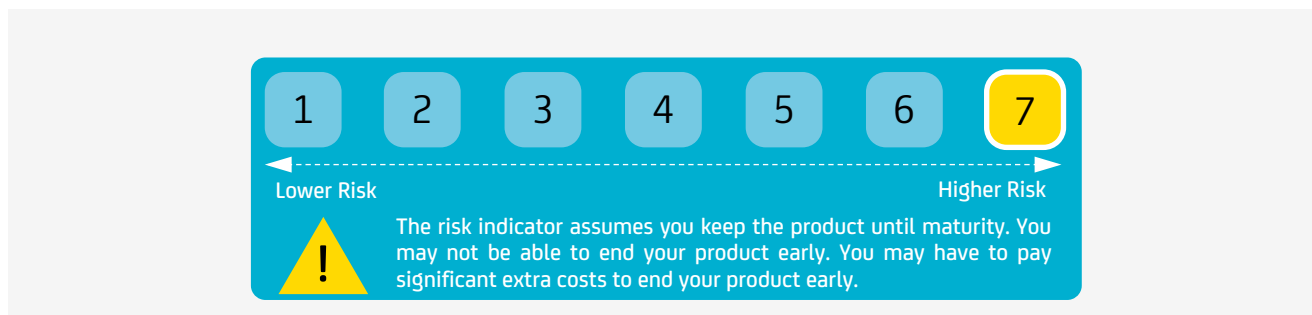 1 2 3 4 5 6 7
Lower Risk Higher Risk
The risk indicator assumes you keep the product until maturity. You
may not be able to end your product early. You may have to pay
significant extra costs to end your product early.
!